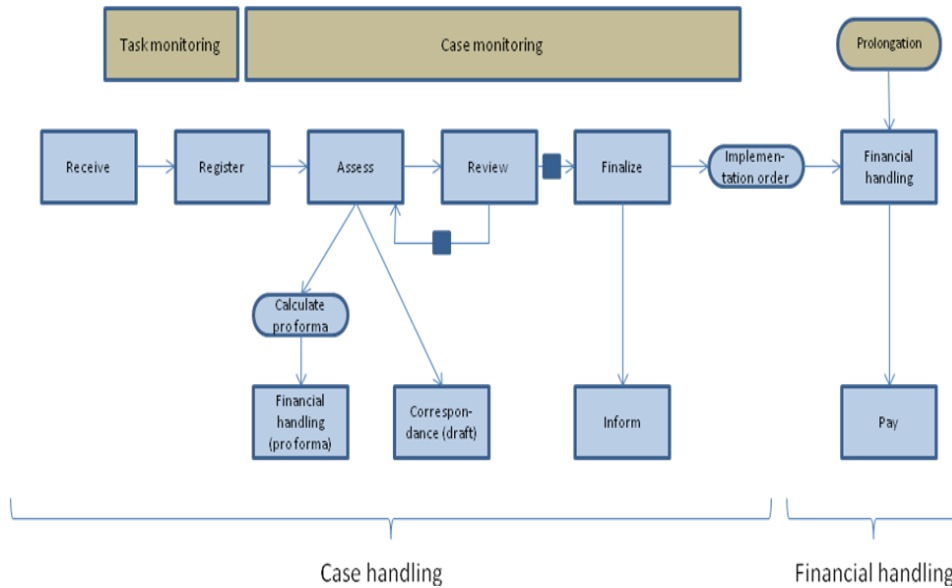 Task monitoring
Case monitoring
Prolongation
Receive
Register
Assess
Review
Finalize
Implemen-
tation order
Financial
handling
Calculate
pro forma
Financial
handling
(pro forma)
Correspon-
dance (draft)
Inform
Pay
Case handling
Financial handling